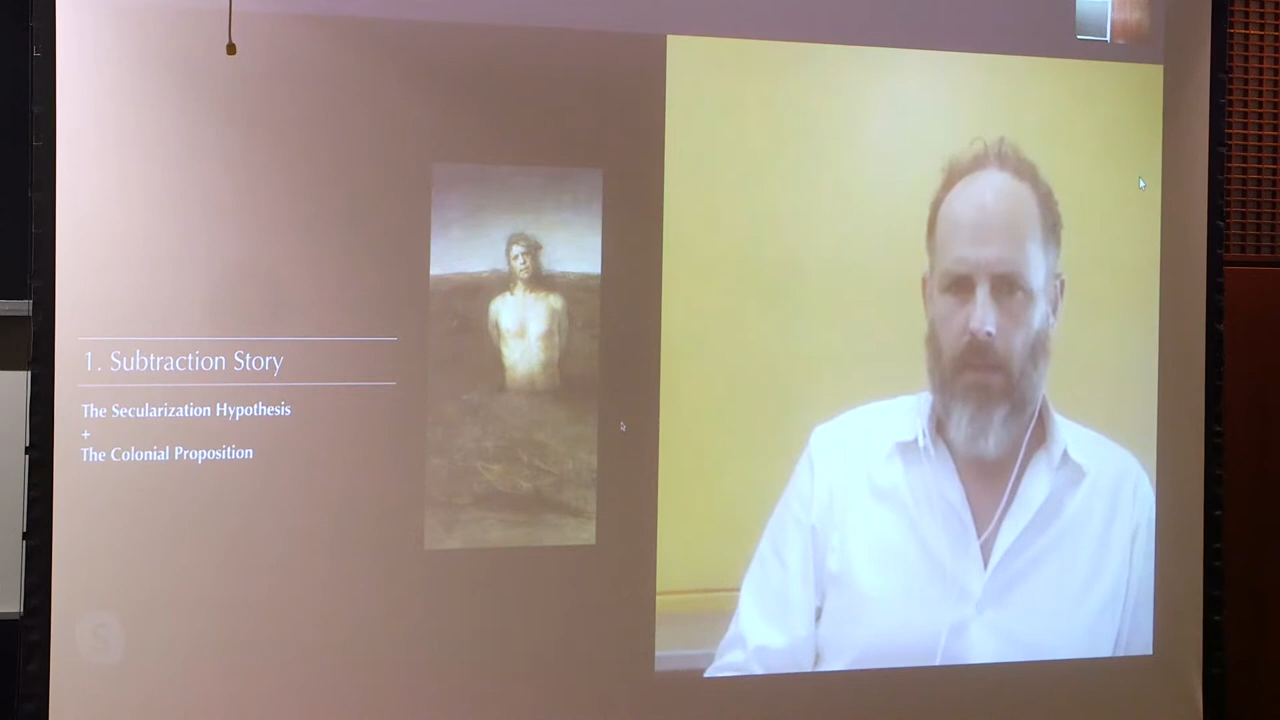 1. Subtraction Story
The Secularization Hypothesis
+
The Colonial Proposition